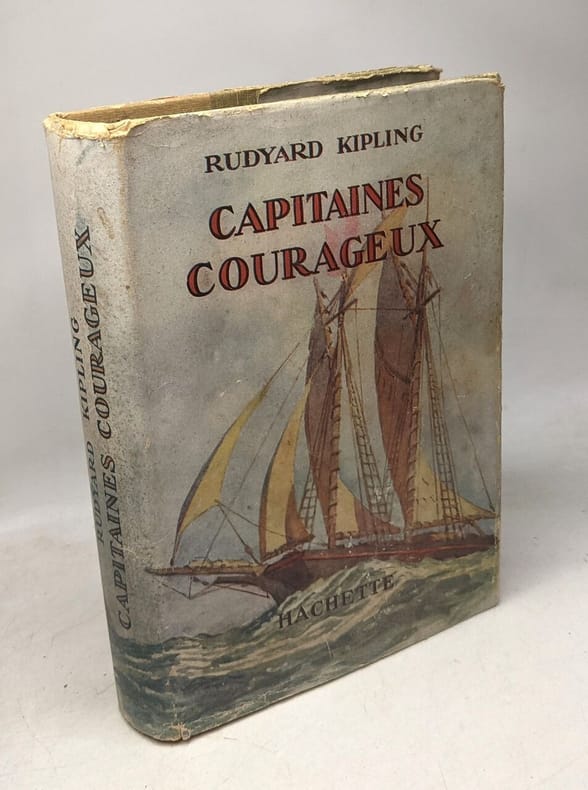 RUDYARD KIPLING
CAPITAINES
COURAGEUX
HACHETTE
RUDYARD KIPLING
CAPITAINES COURAGEUX